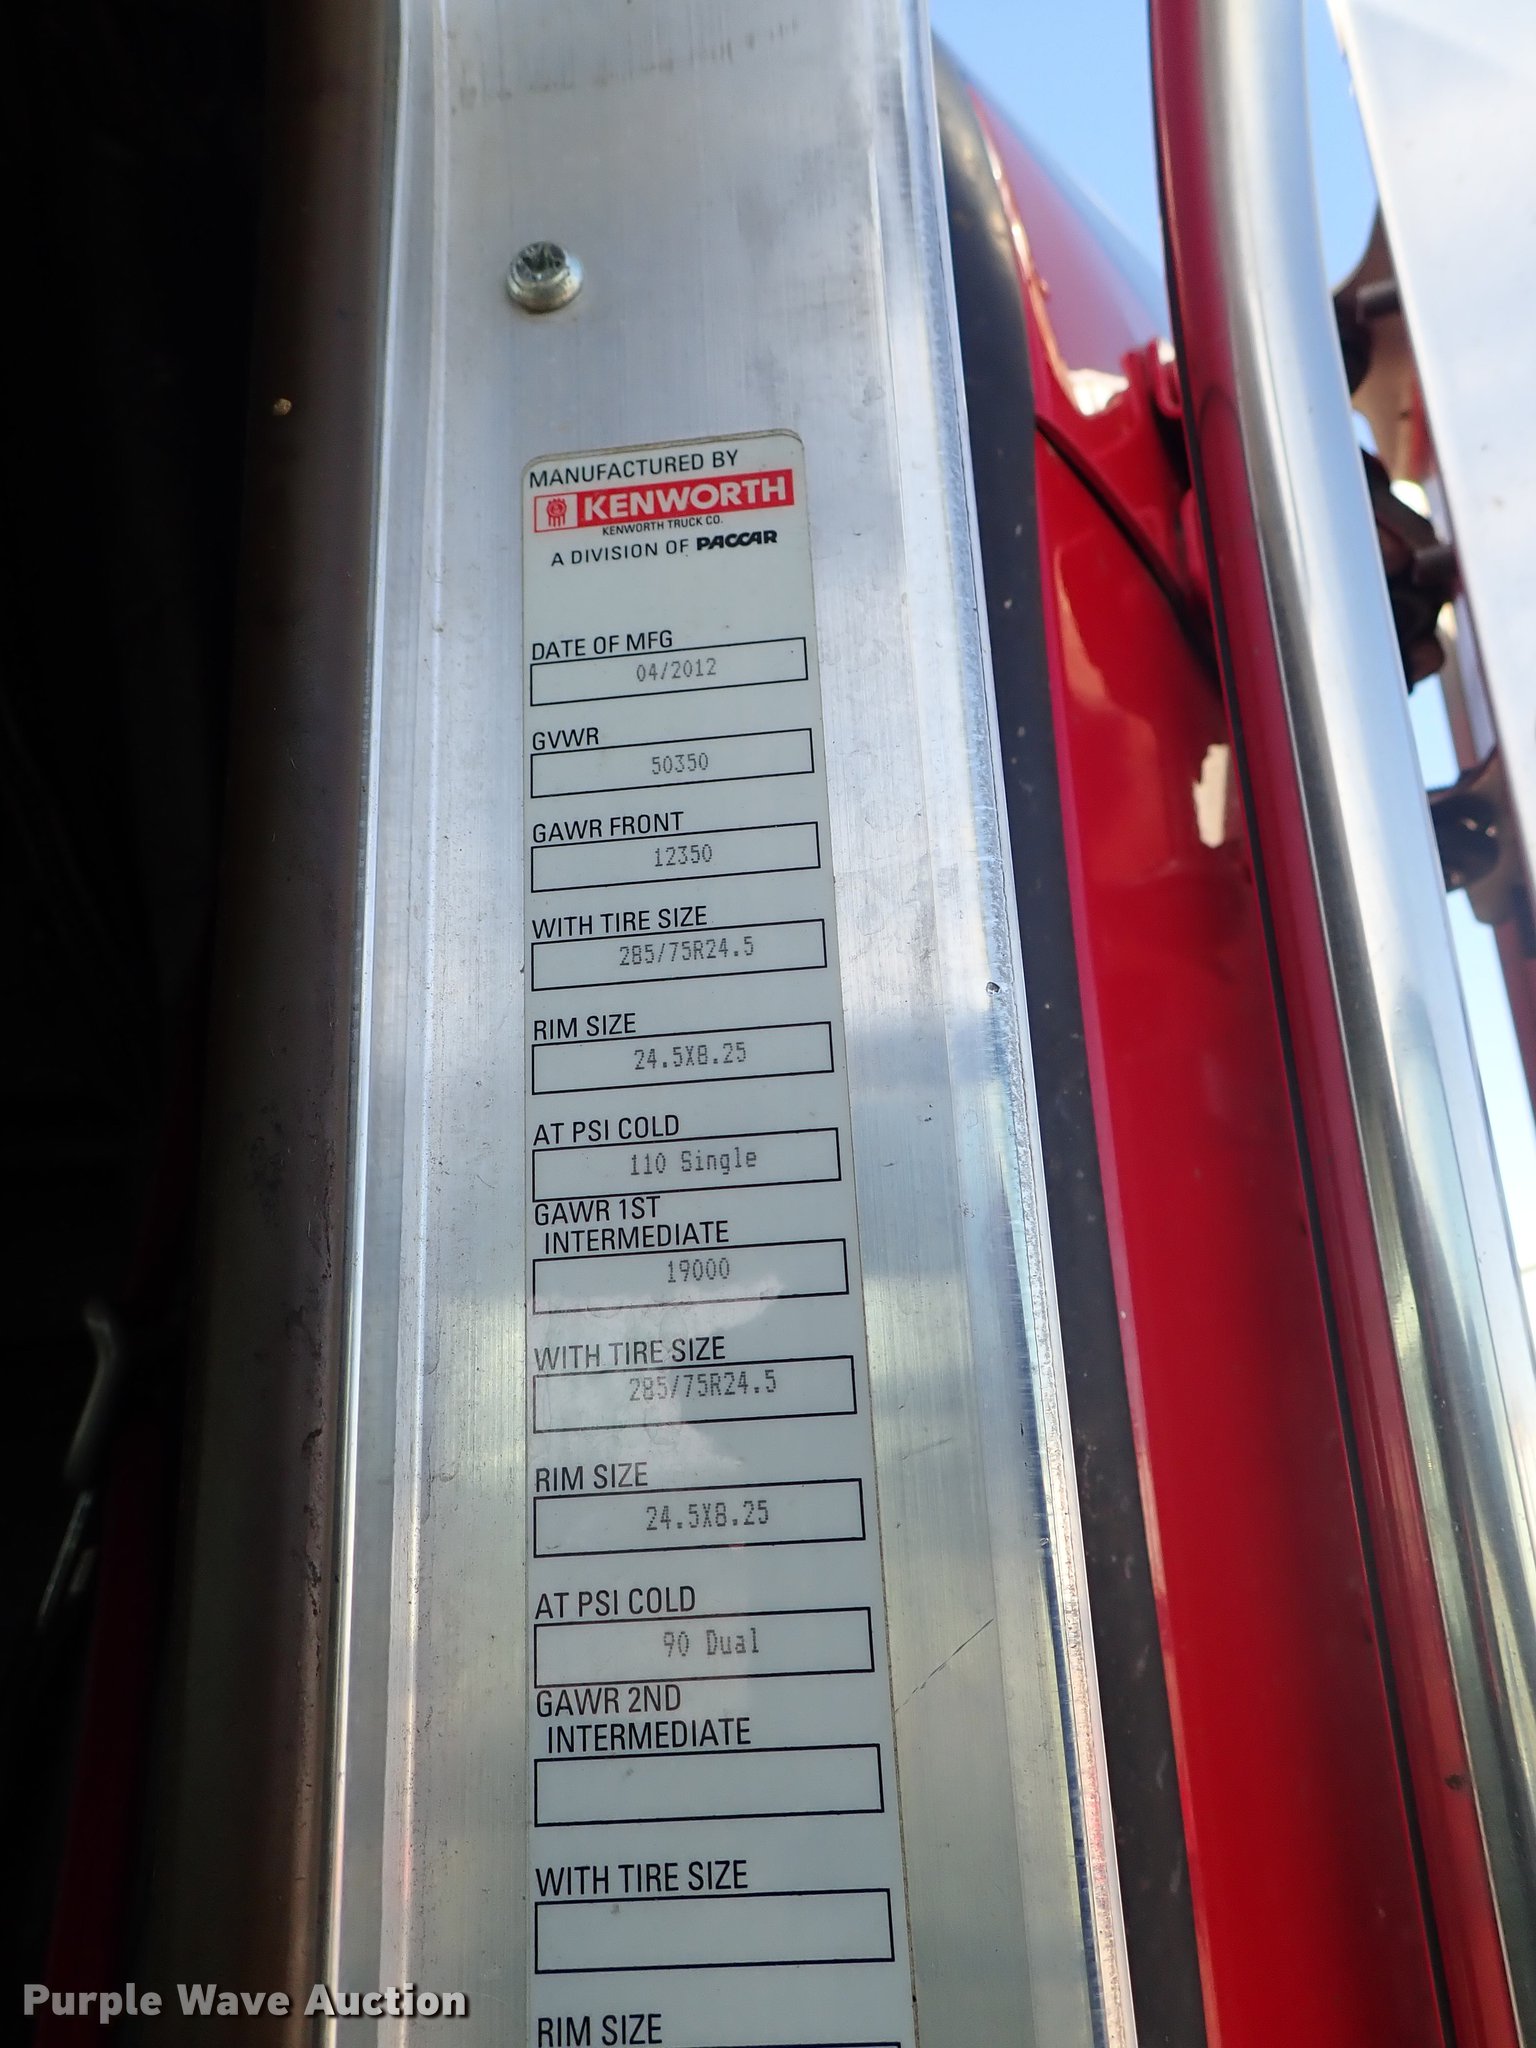 MANUFACTURED BY
KENWORTH
KENWORTH TRUCK CO.
A DIVISION OF PACCAR
DATE OF MFG
04/2012
GVWR
50350
GAWR FRONT
12350
WITH TIRE SIZE
285/75R24.5
RIM SIZE
24.5X8.25
AT PSI COLD
110 Single
GAWR 1ST
INTERMEDIATE
19000
WITH TIRE SIZE
285/75R24.5
RIM SIZE
24.5X8.25
AT PSI COLD
90 Dual
GAWR 2ND
INTERMEDIATE
WITH TIRE SIZE
RIM SIZE
Purple Wave Auction